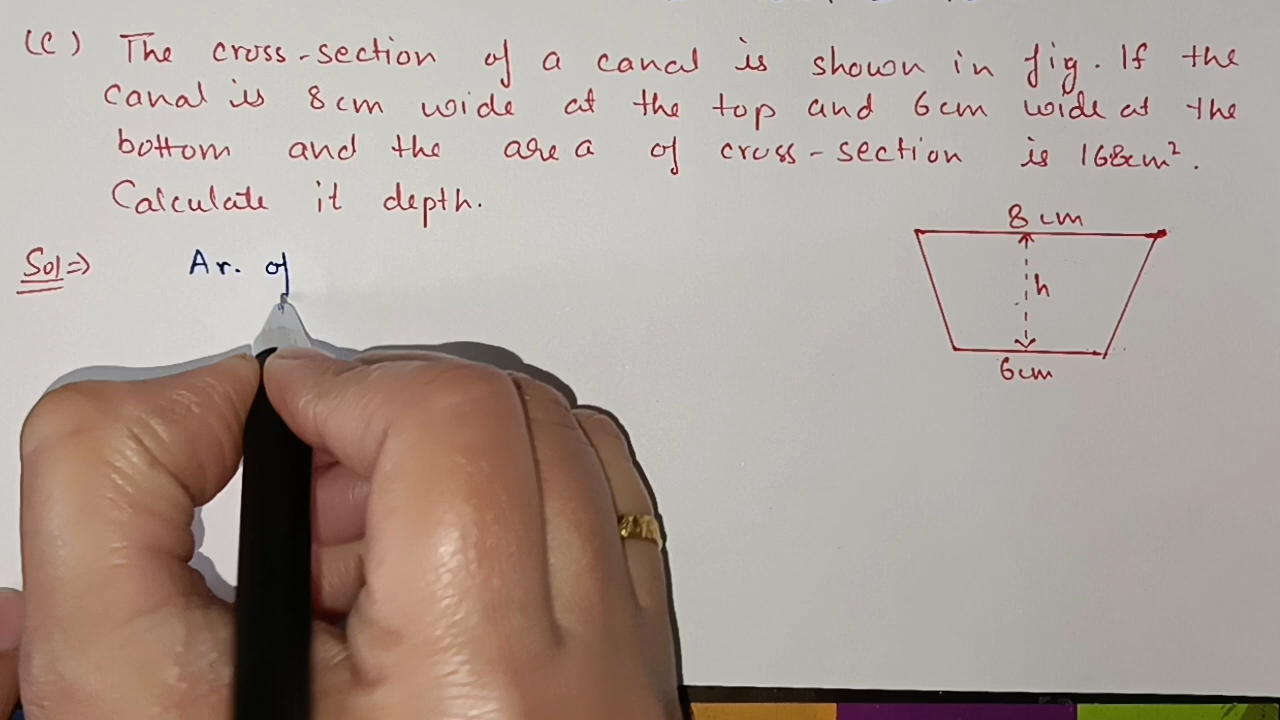 (C) The cross-section of a canal is shown in fig. If the
canal is 8cm wide at the top and 6cm wide at the
bottom and the area of cross-section is 168cm².
Calculate it depth.
8 cm
Sol⇒ Ar. of
h
6cm